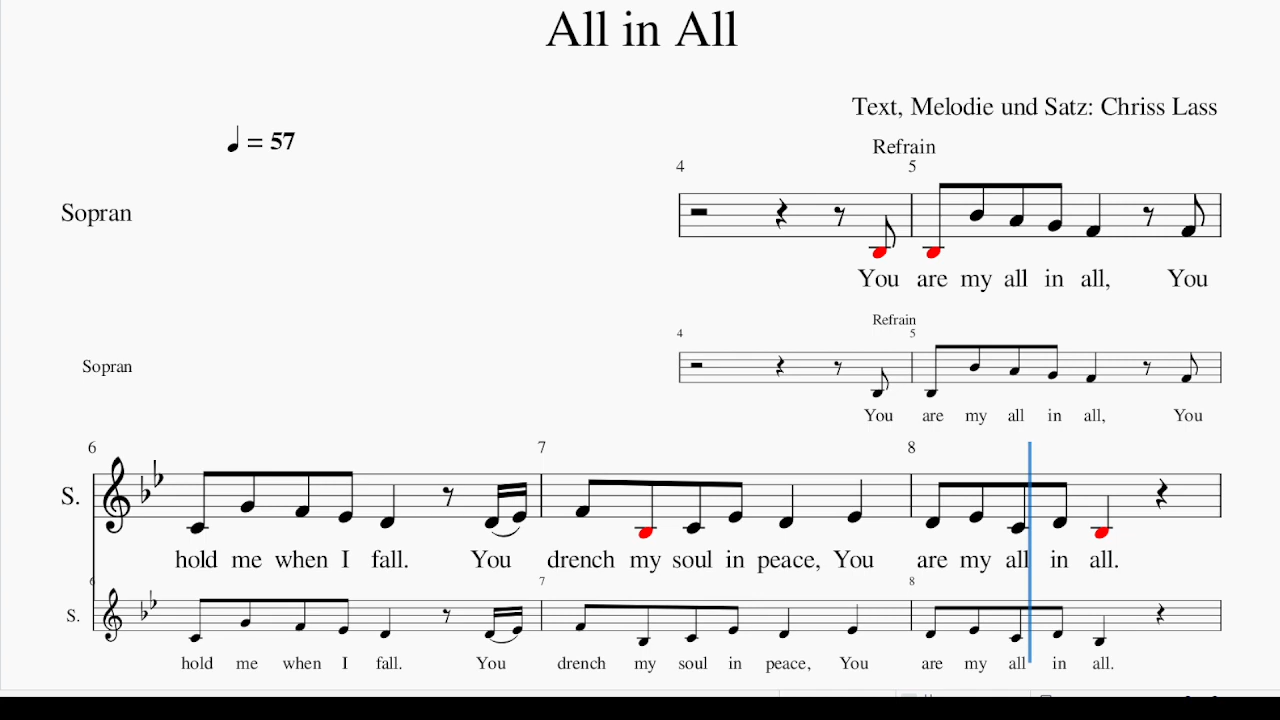 All in All
Text, Melodie und Satz: Chriss Lass
= 57
Refrain
4 5
Sopran
You are my all in all, You
Refrain
4 5
Sopran
You are my all in all, You
6 7 8
S.
hold me when I fall. You drench my soul in peace, You are my all in all.
6 7 8
S.
hold me when I fall. You drench my soul in peace, You are my all in all.